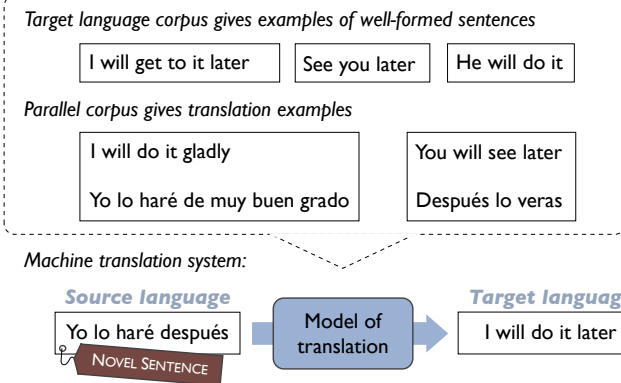 Target language corpus gives examples of well-formed sentences
I will get to it later
See you later
He will do it
Parallel corpus gives translation examples
I will do it gladly
Yo lo haré de muy buen grado
You will see later
Después lo veras
Machine translation system:
Source language
Yo lo haré después
NOVEL SENTENCE
Model of
translation
Target languag
I will do it later